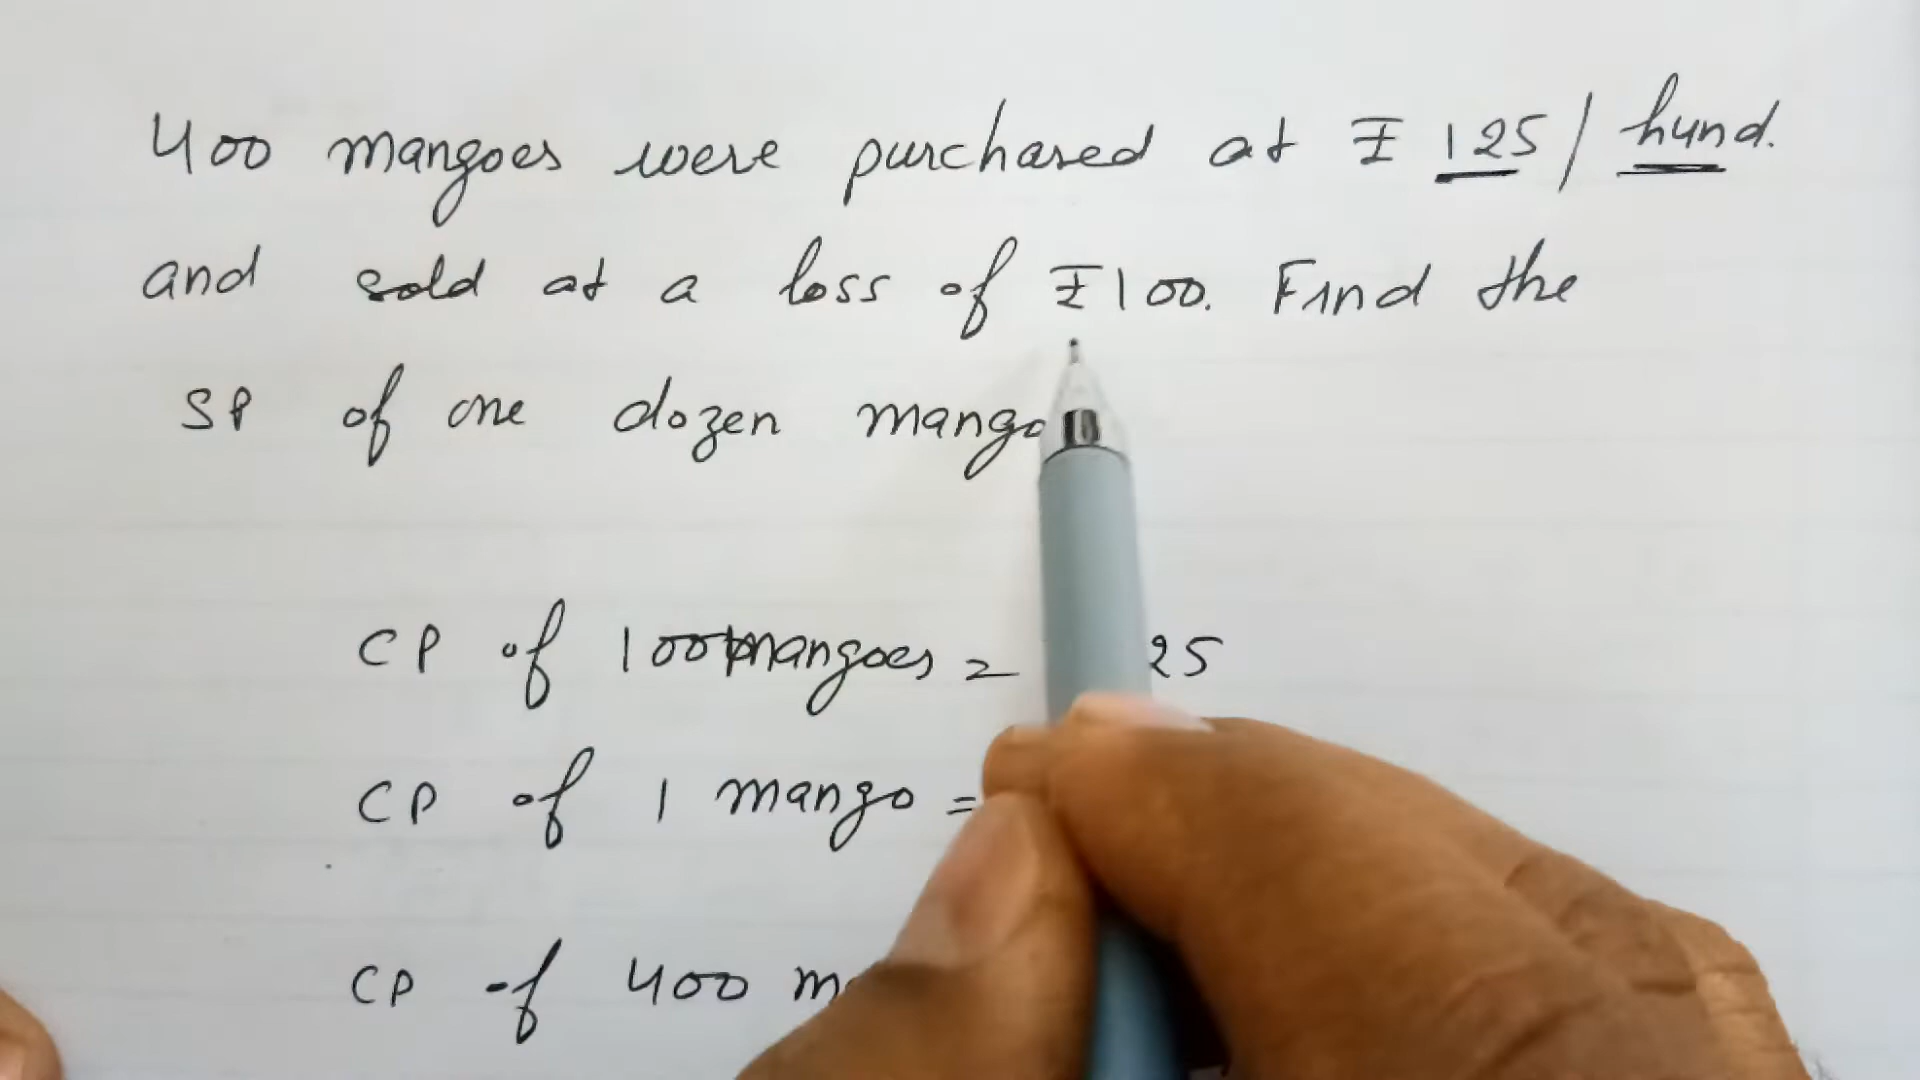 400 mangoes were purchased at ₹ 125 / hund.
and sold at a loss of ₹100. Find the
SP of one dozen
CP of 100 mangoes = 25
CP of 1 mango =
CP of 400